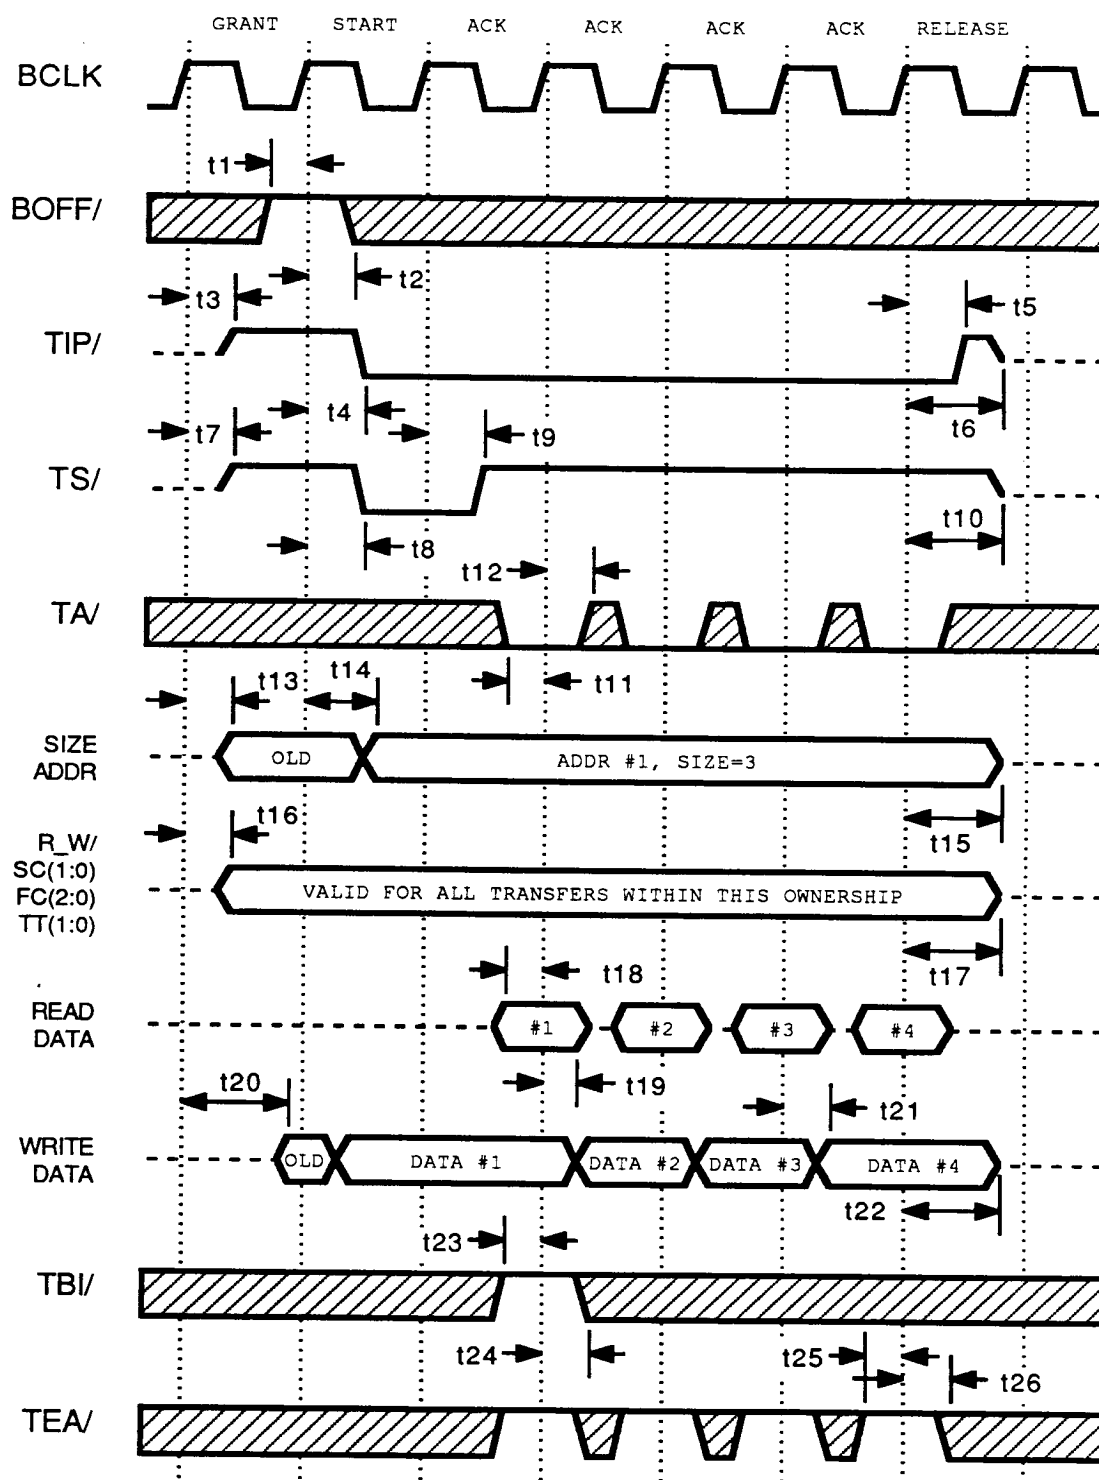 GRANT START ACK ACK ACK ACK RELEASE
BCLK
t1
BOFF/
t2
t3 t5
TIP/
t4 t6
t7 t9
TS/
t10
t8
t12
TA/
t11
t13 t14
SIZE
ADDR
OLD ADDR #1, SIZE=3
t15
t16
R_W/
SC(1:0)
FC(2:0)
TT(1:0)
VALID FOR ALL TRANSFERS WITHIN THIS OWNERSHIP
t17
t18
READ
DATA
#1 #2 #3 #4
t19
t20 t21
WRITE
DATA
OLD DATA #1 DATA #2 DATA #3 DATA #4
t22
t23
TBI/
t24 t25
t26
TEA/